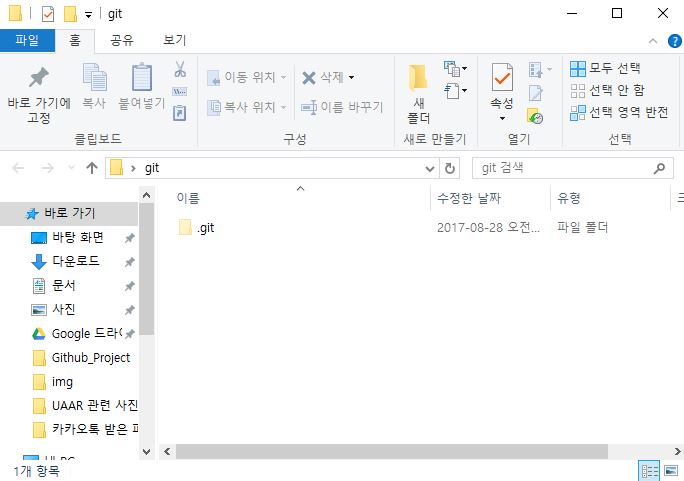 git
파일 홈 공유 보기
바로 가기에
고정
복사
붙여넣기
이동 위치
복사 위치
삭제
이름 바꾸기
새
폴더
속성
모두 선택
선택 안 함
선택 영역 반전
클립보드 구성 새로 만들기 열기 선택
git
git 검색
이름 수정한 날짜 유형
.git 2017-08-28 오전... 파일 폴더
바로 가기
바탕 화면
다운로드
문서
사진
Google 드라이
Github_Project
img
UAAR 관련 사진
카카오톡 받은 파
내 PC
1개 항목